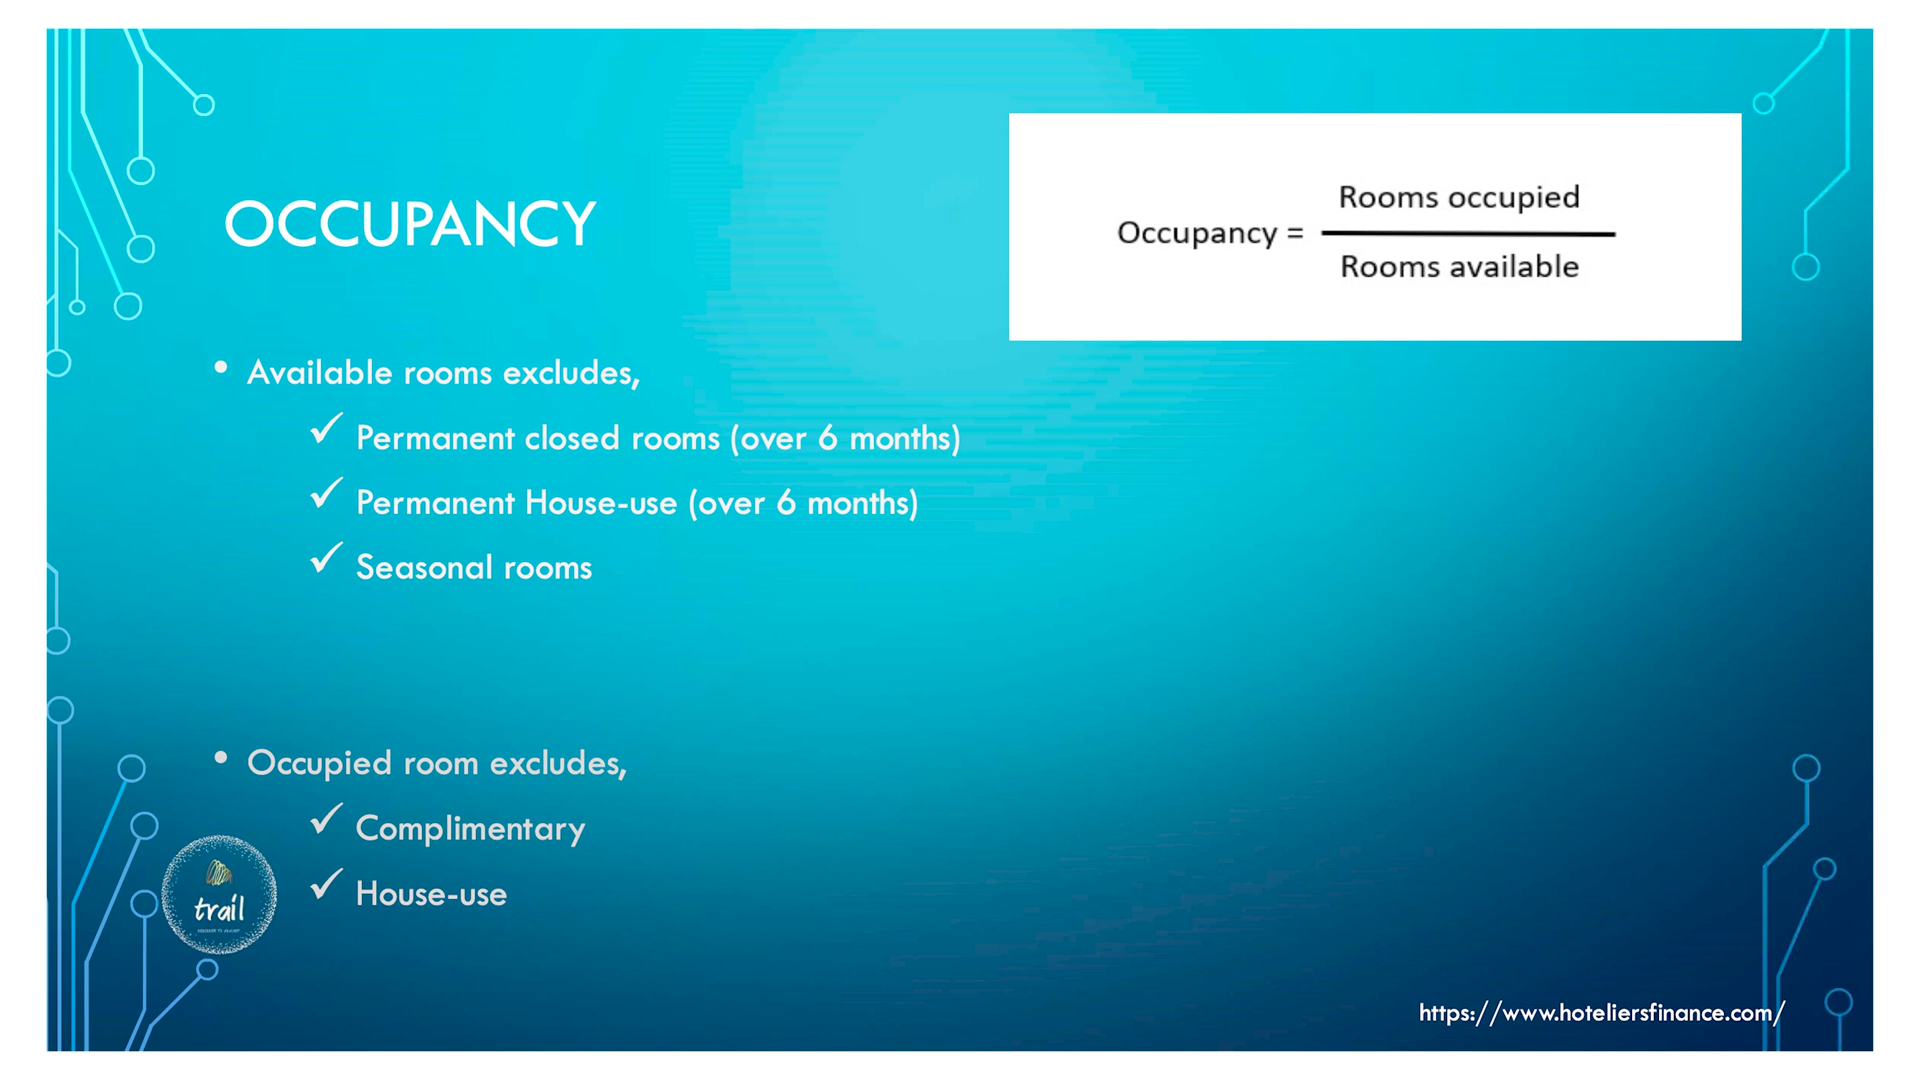 OCCUPANCY
Occupancy =
Rooms occupied
Rooms available
• Available rooms excludes,
✓ Permanent closed rooms (over 6 months)
✓ Permanent House-use (over 6 months)
✓ Seasonal rooms
• Occupied room excludes,
✓ Complimentary
✓ House-use
trail
https://www.hoteliersfinance.com/